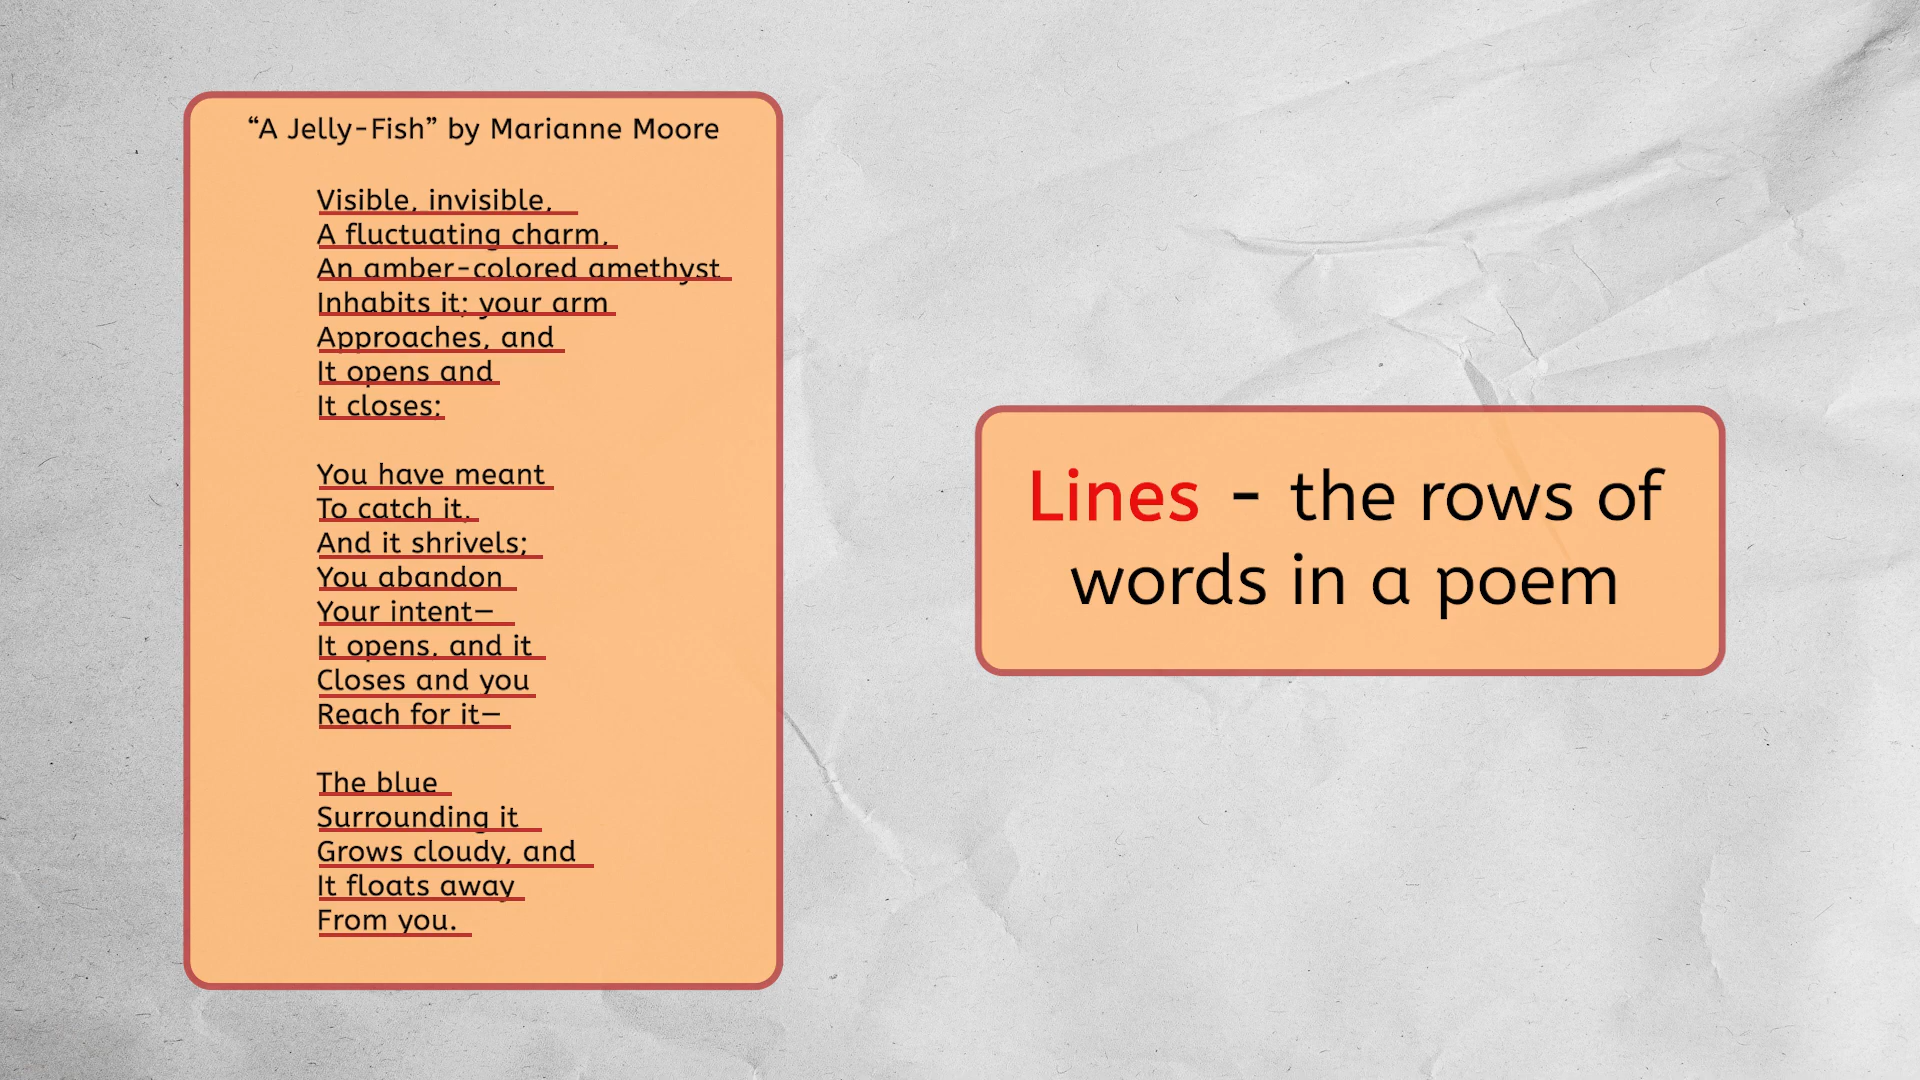 “A Jelly-Fish” by Marianne Moore
Visible, invisible,
A fluctuating charm,
An amber-colored amethyst
Inhabits it; your arm
Approaches, and
It opens and
It closes;
You have meant
To catch it,
And it shrivels;
You abandon
Your intent—
It opens, and it
Closes and you
Reach for it—
The blue
Surrounding it
Grows cloudy, and
It floats away
From you.
Lines - the rows of
words in a poem